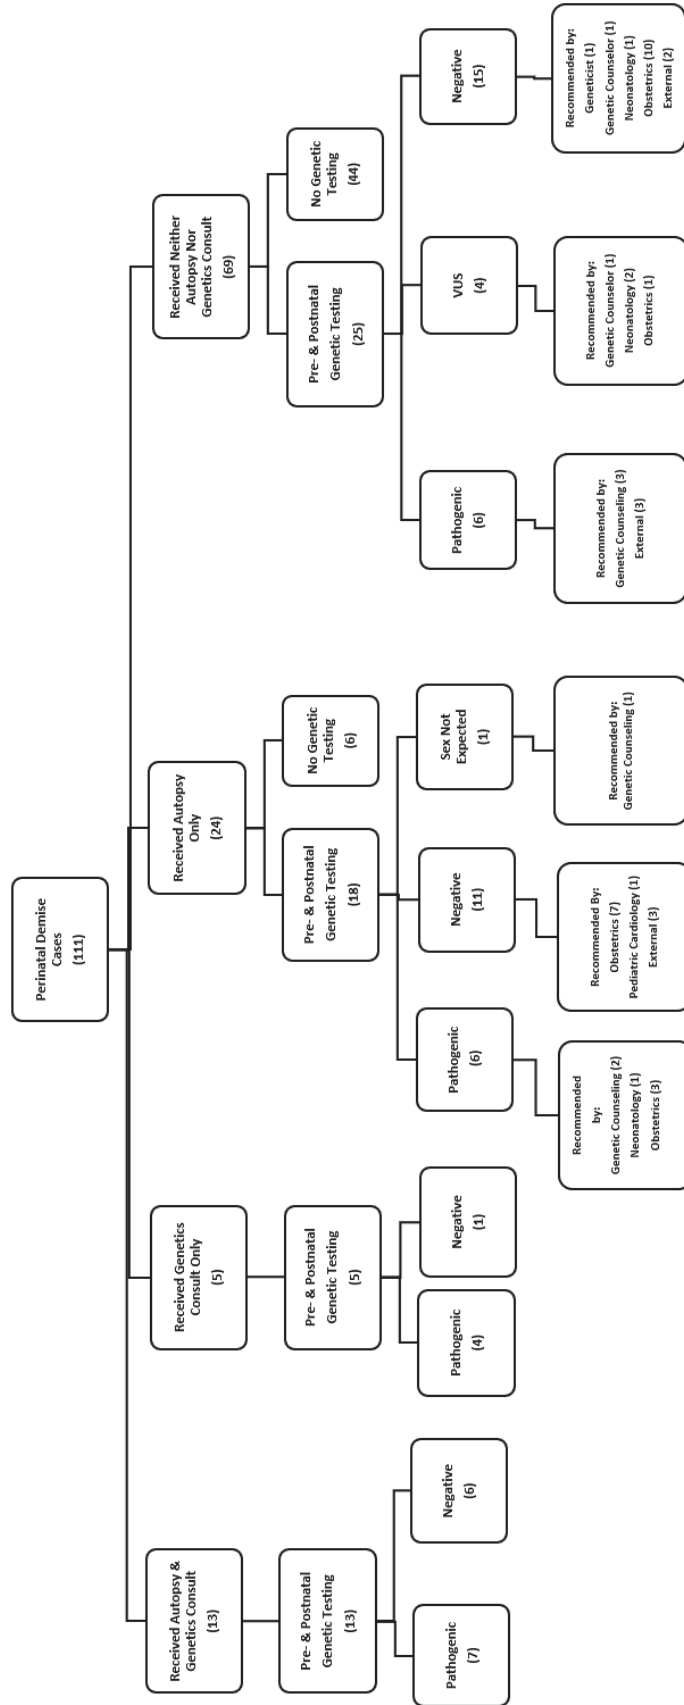 Perinatal Demise
Cases
(111)
Received Autopsy &
Genetics Consult
(13)
Received Genetics
Consult Only
(5)
Received Autopsy
Only
(24)
Received Neither
Autopsy Nor
Genetics Consult
(69)
Pre- & Postnatal
Genetic Testing
(13)
Pre- & Postnatal
Genetic Testing
(5)
Pre- & Postnatal
Genetic Testing
(18)
No Genetic
Testing
(6)
Pre- & Postnatal
Genetic Testing
(25)
No Genetic
Testing
(44)
Pathogenic
(7)
Negative
(6)
Pathogenic
(4)
Negative
(1)
Pathogenic
(6)
Negative
(11)
Sex Not
Expected
(1)
Pathogenic
(6)
VUS
(4)
Negative
(15)
Recommended
by:
Genetic Counseling (2)
Neonatology (1)
Obstetrics (3)
Recommended By:
Obstetrics (7)
Pediatric Cardiology (1)
External (3)
Recommended by:
Genetic Counseling (1)
Recommended by:
Genetic Counseling (3)
External (3)
Recommended by:
Genetic Counselor (1)
Neonatology (2)
Obstetrics (1)
Recommended by:
Geneticist (1)
Genetic Counselor (1)
Neonatology (1)
Obstetrics (10)
External (2)